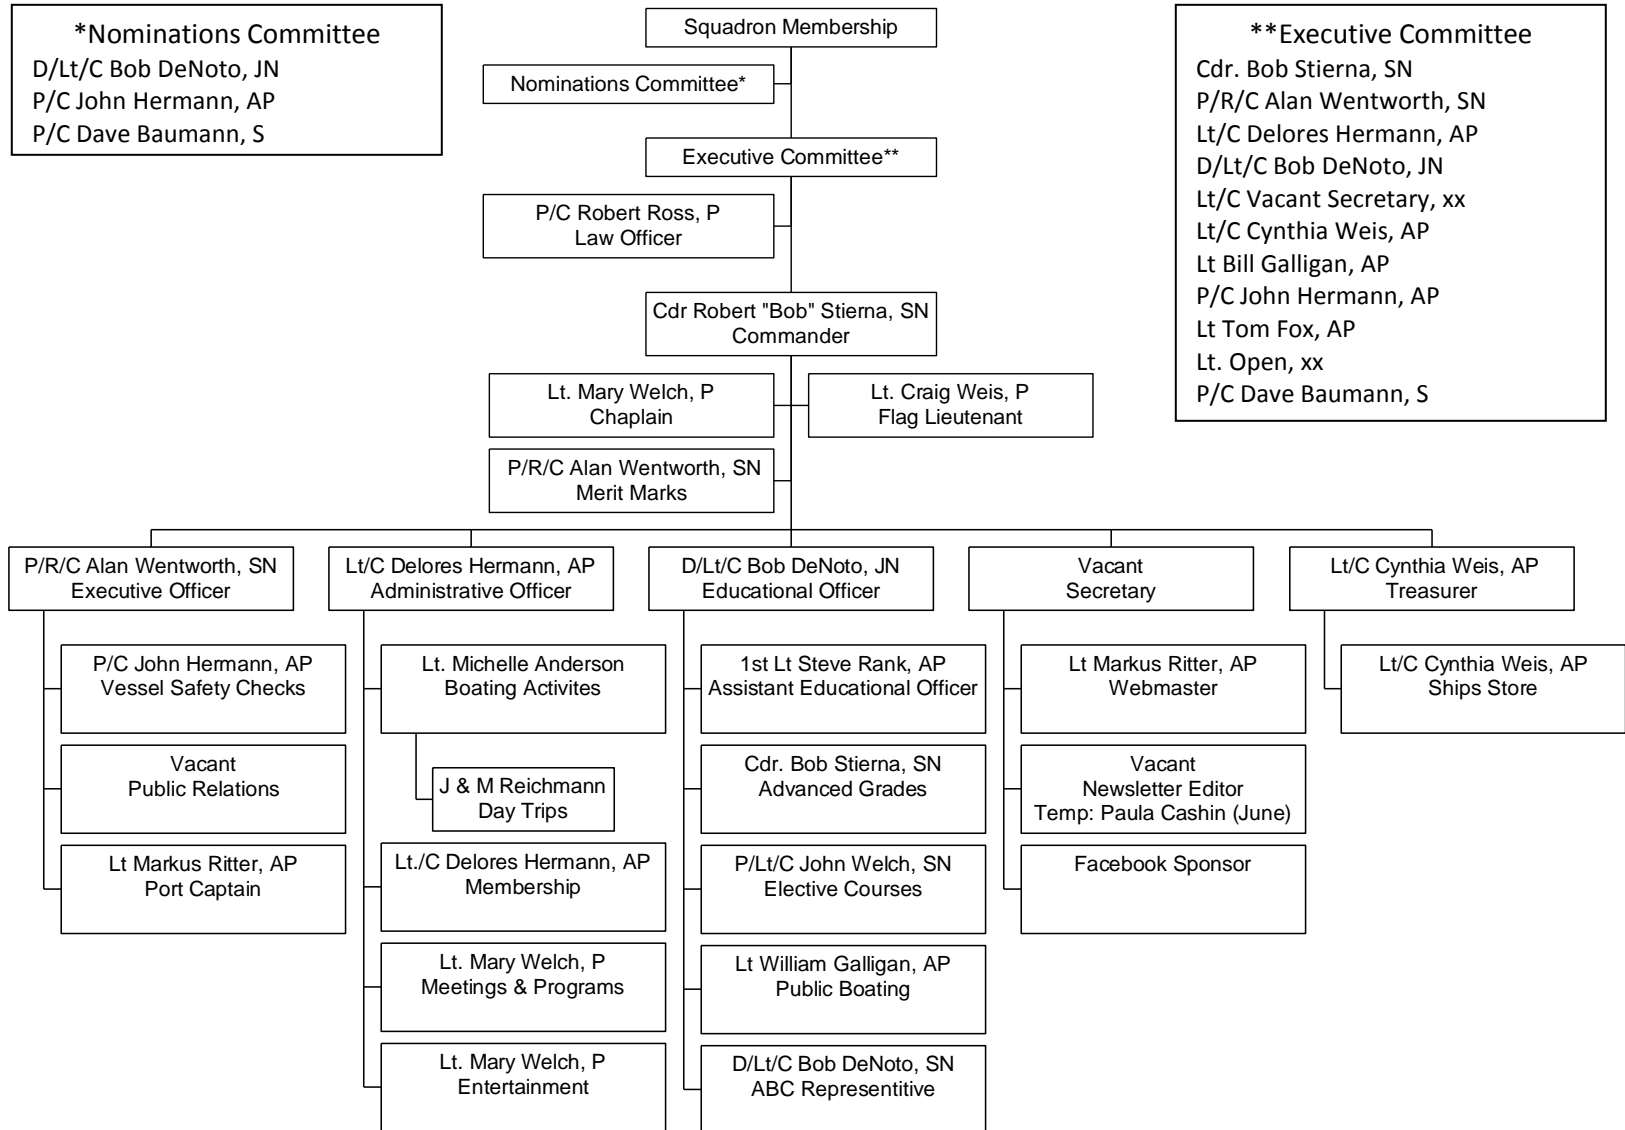 *Nominations Committee
D/Lt/C Bob DeNoto, JN
P/C John Hermann, AP
P/C Dave Baumann, S
Squadron Membership
Nominations Committee*
Executive Committee**
P/C Robert Ross, P
Law Officer
Cdr Robert "Bob" Stierna, SN
Commander
Lt. Mary Welch, P
Chaplain
Lt. Craig Weis, P
Flag Lieutenant
P/R/C Alan Wentworth, SN
Merit Marks
**Executive Committee
Cdr. Bob Stierna, SN
P/R/C Alan Wentworth, SN
Lt/C Delores Hermann, AP
D/Lt/C Bob DeNoto, JN
Lt/C Vacant Secretary, xx
Lt/C Cynthia Weis, AP
Lt Bill Galligan, AP
P/C John Hermann, AP
Lt Tom Fox, AP
Lt. Open, xx
P/C Dave Baumann, S
P/R/C Alan Wentworth, SN
Executive Officer
P/C John Hermann, AP
Vessel Safety Checks
Vacant
Public Relations
Lt Markus Ritter, AP
Port Captain
Lt/C Delores Hermann, AP
Administrative Officer
Lt. Michelle Anderson
Boating Activites
J & M Reichmann
Day Trips
Lt./C Delores Hermann, AP
Membership
Lt. Mary Welch, P
Meetings & Programs
Lt. Mary Welch, P
Entertainment
D/Lt/C Bob DeNoto, JN
Educational Officer
1st Lt Steve Rank, AP
Assistant Educational Officer
Cdr. Bob Stierna, SN
Advanced Grades
P/Lt/C John Welch, SN
Elective Courses
Lt William Galligan, AP
Public Boating
D/Lt/C Bob DeNoto, SN
ABC Representitive
Vacant
Secretary
Lt Markus Ritter, AP
Webmaster
Vacant
Newsletter Editor
Temp: Paula Cashin (June)
Facebook Sponsor
Lt/C Cynthia Weis, AP
Treasurer
Lt/C Cynthia Weis, AP
Ships Store